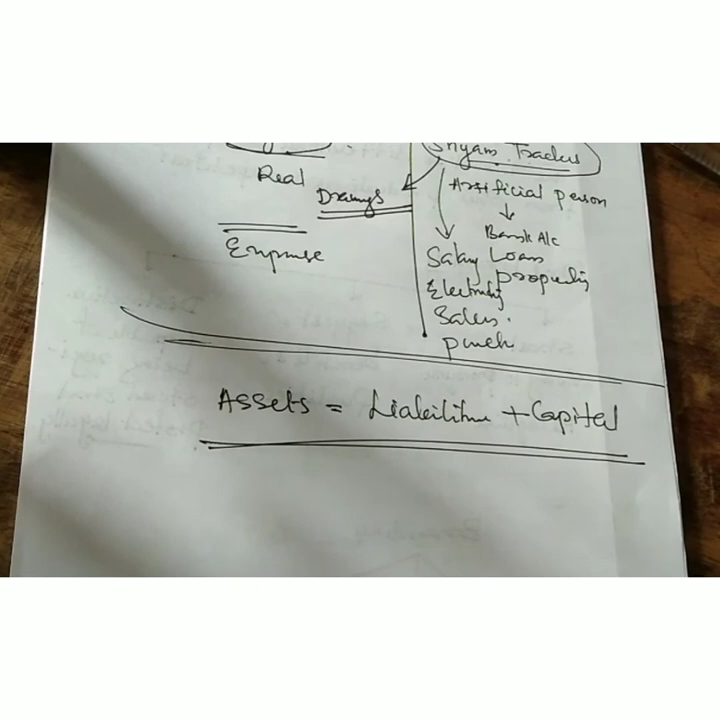 Shyam Traders
Real
Artificial person
Drawings
Bank A/c
Expense
Salary Loan
Electricity property
Sales.
purch
Assets = Liabilities + Capital